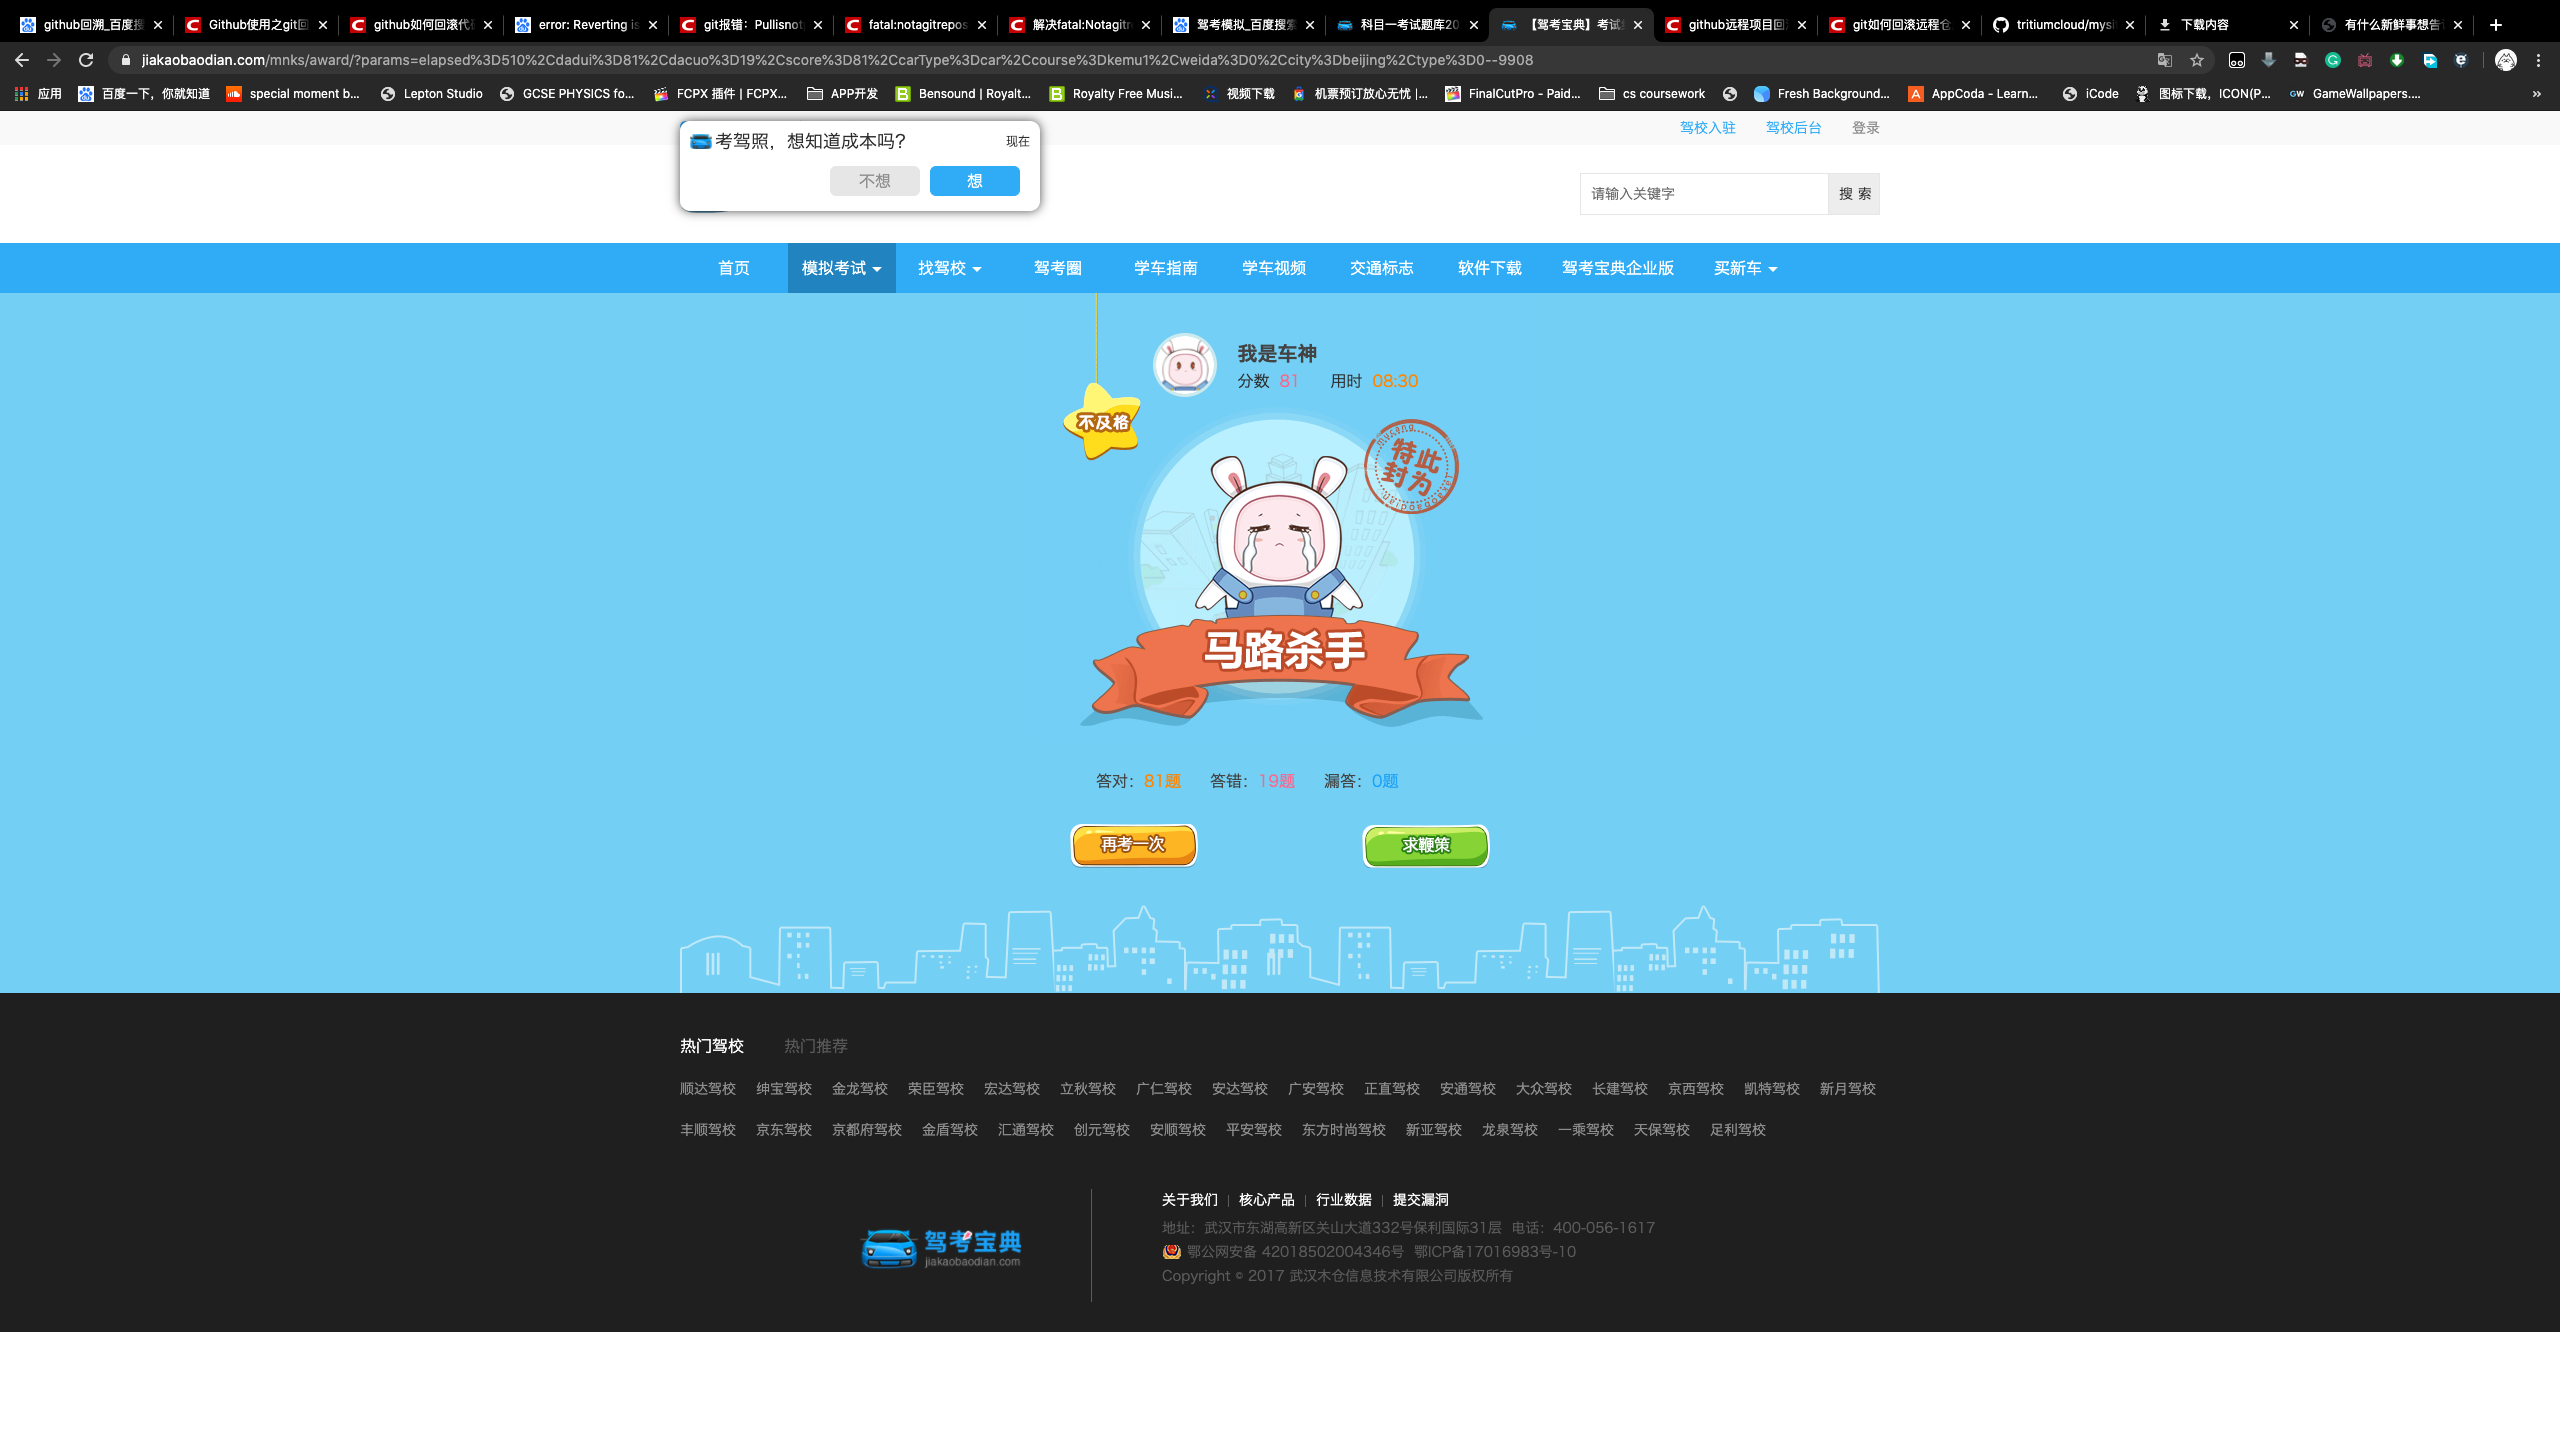 github回溯_百度搜 Github使用之git回 github如何回滚代码 error: Reverting is git报错：Pullisnot fatal:notagitrepos 解决fatal:Notagitr 驾考模拟_百度搜索 科目一考试题库20 【驾考宝典】考试 github远程项目回 git如何回滚远程仓 tritiumcloud/mysi 下载内容 有什么新鲜事想告
jiakaobaodian.com/mnks/award/?params=elapsed%3D510%2Cdadui%3D81%2Cdacuo%3D19%2Cscore%3D81%2CcarType%3Dcar%2Ccourse%3Dkemu1%2Cweida%3D0%2Ccity%3Dbeijing%2Ctype%3D0--9908
应用 百度一下，你就知道 special moment b... Lepton Studio GCSE PHYSICS fo... FCPX 插件 | FCPX... APP开发 Bensound | Royalt... Royalty Free Musi... 视频下载 机票预订放心无忧 |... FinalCutPro - Paid... cs coursework Fresh Background... AppCoda - Learn... iCode 图标下载，ICON(P... GW GameWallpapers.... »
驾校入驻 驾校后台 登录
考驾照，想知道成本吗？ 现在
不想 想
请输入关键字 搜 索
首页 模拟考试 找驾校 驾考圈 学车指南 学车视频 交通标志 软件下载 驾考宝典企业版 买新车
我是车神
分数 81 用时 08:30
不及格
mucang
特此
封为
jiakaobaodian
马路杀手
答对：81题 答错：19题 漏答：0题
再考一次 求鞭策
热门驾校 热门推荐
顺达驾校 绅宝驾校 金龙驾校 荣臣驾校 宏达驾校 立秋驾校 广仁驾校 安达驾校 广安驾校 正直驾校 安通驾校 大众驾校 长建驾校 京西驾校 凯特驾校 新月驾校
丰顺驾校 京东驾校 京都府驾校 金盾驾校 汇通驾校 创元驾校 安顺驾校 平安驾校 东方时尚驾校 新亚驾校 龙泉驾校 一乘驾校 天保驾校 足利驾校
驾考宝典
jiakaobaodian.com
关于我们 | 核心产品 | 行业数据 | 提交漏洞
地址：武汉市东湖高新区关山大道332号保利国际31层 电话：400-056-1617
鄂公网安备 42018502004346号 鄂ICP备17016983号-10
Copyright © 2017 武汉木仓信息技术有限公司版权所有